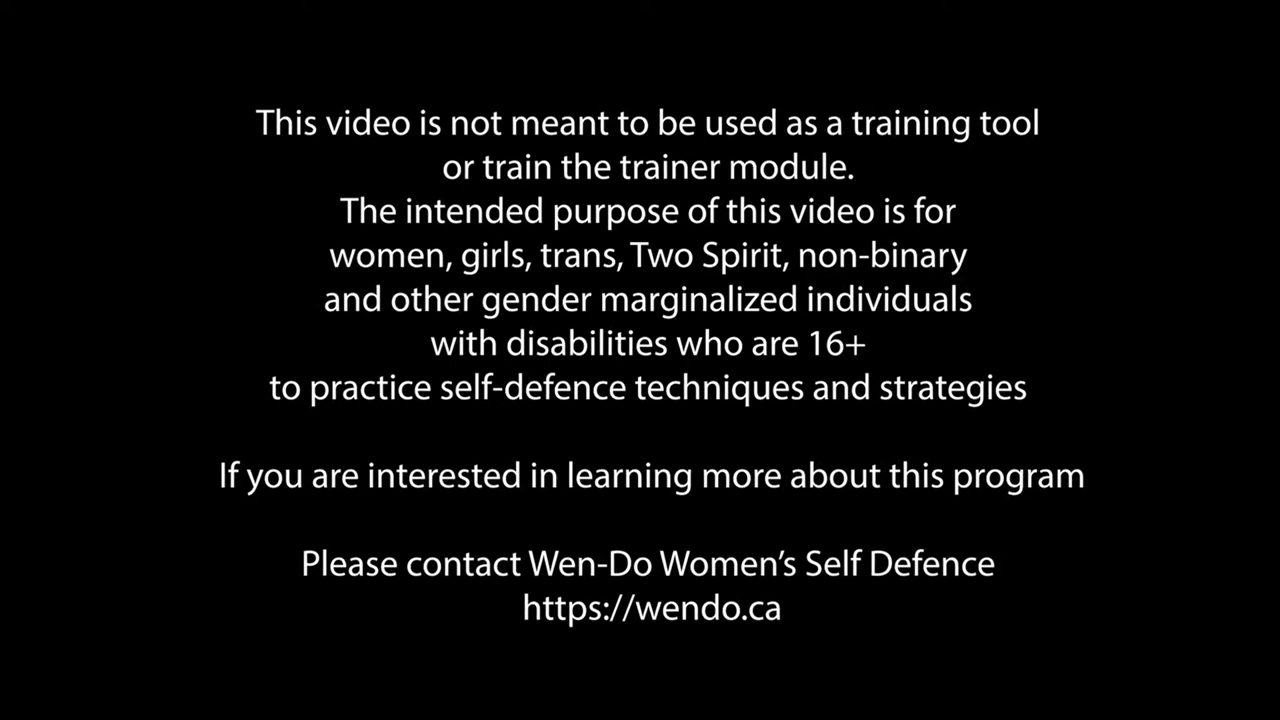 This video is not meant to be used as a training tool
or train the trainer module.
The intended purpose of this video is for
women, girls, trans, Two Spirit, non-binary
and other gender marginalized individuals
with disabilities who are 16+
to practice self-defence techniques and strategies
If you are interested in learning more about this program
Please contact Wen-Do Women’s Self Defence
https://wendo.ca